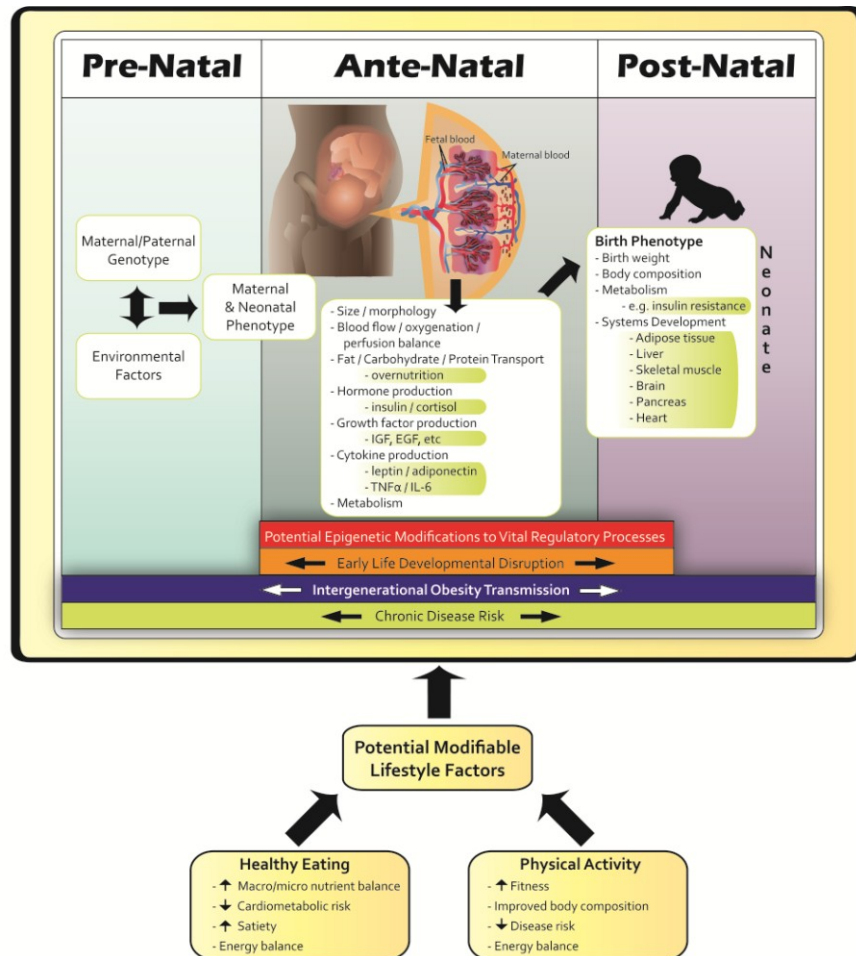 Pre-Natal
Ante-Natal
Post-Natal
Fetal blood
Maternal blood
Maternal/Paternal
Genotype
Environmental
Factors
Maternal
& Neonatal
Phenotype
- Size / morphology
- Blood flow / oxygenation /
perfusion balance
- Fat / Carbohydrate / Protein Transport
- overnutrition
- Hormone production
- insulin / cortisol
- Growth factor production
- IGF, EGF, etc
- Cytokine production
- leptin / adiponectin
- TNFα / IL-6
- Metabolism
Birth Phenotype
- Birth weight
- Body composition
- Metabolism
- e.g. insulin resistance
- Systems Development
- Adipose tissue
- Liver
- Skeletal muscle
- Brain
- Pancreas
- Heart
Neonate
Potential Epigenetic Modifications to Vital Regulatory Processes
Early Life Developmental Disruption
Intergenerational Obesity Transmission
Chronic Disease Risk
Potential Modifiable
Lifestyle Factors
Healthy Eating
- ↑ Macro/micro nutrient balance
- ↓ Cardiometabolic risk
- ↑ Satiety
- Energy balance
Physical Activity
- ↑ Fitness
- Improved body composition
- ↓ Disease risk
- Energy balance